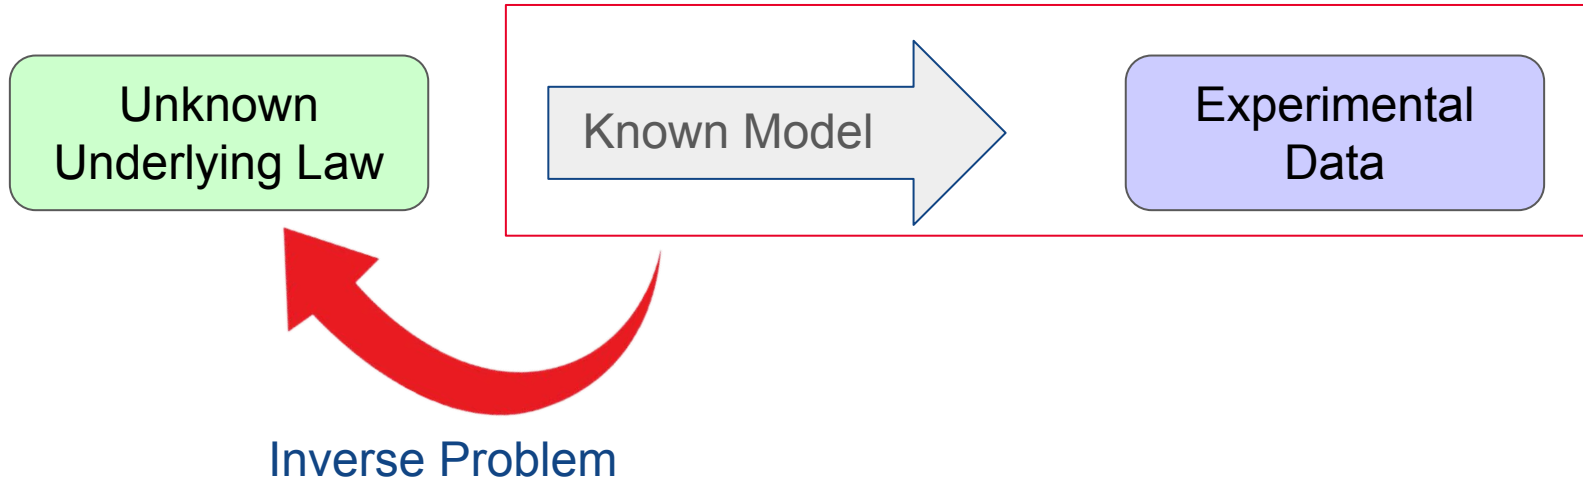 Unknown
Underlying Law
Known Model
Experimental
Data
Inverse Problem